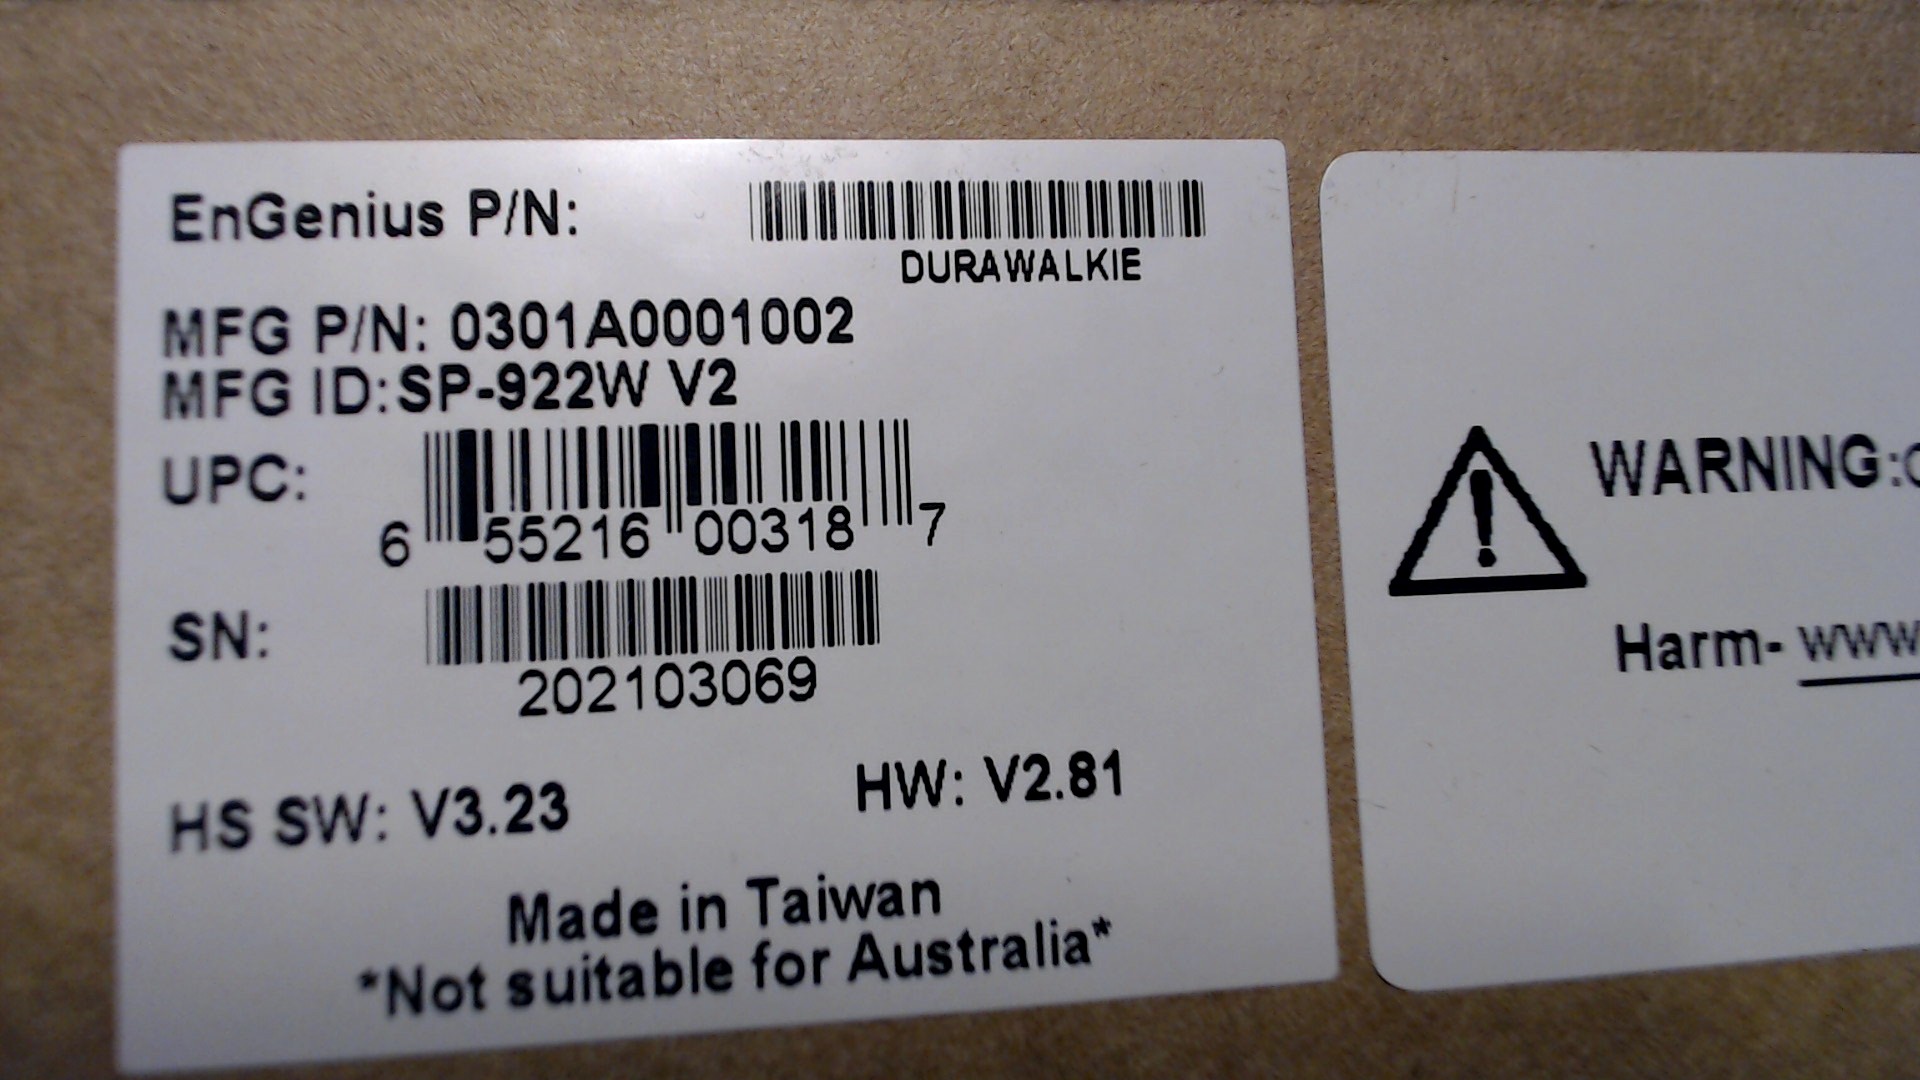 EnGenius P/N:
DURAWALKIE
MFG P/N: 0301A0001002
MFG ID:SP-922W V2
UPC:
6 55216 00318 7
SN:
202103069
HS SW: V3.23 HW: V2.81
Made in Taiwan
*Not suitable for Australia*
WARNING:
Harm- www